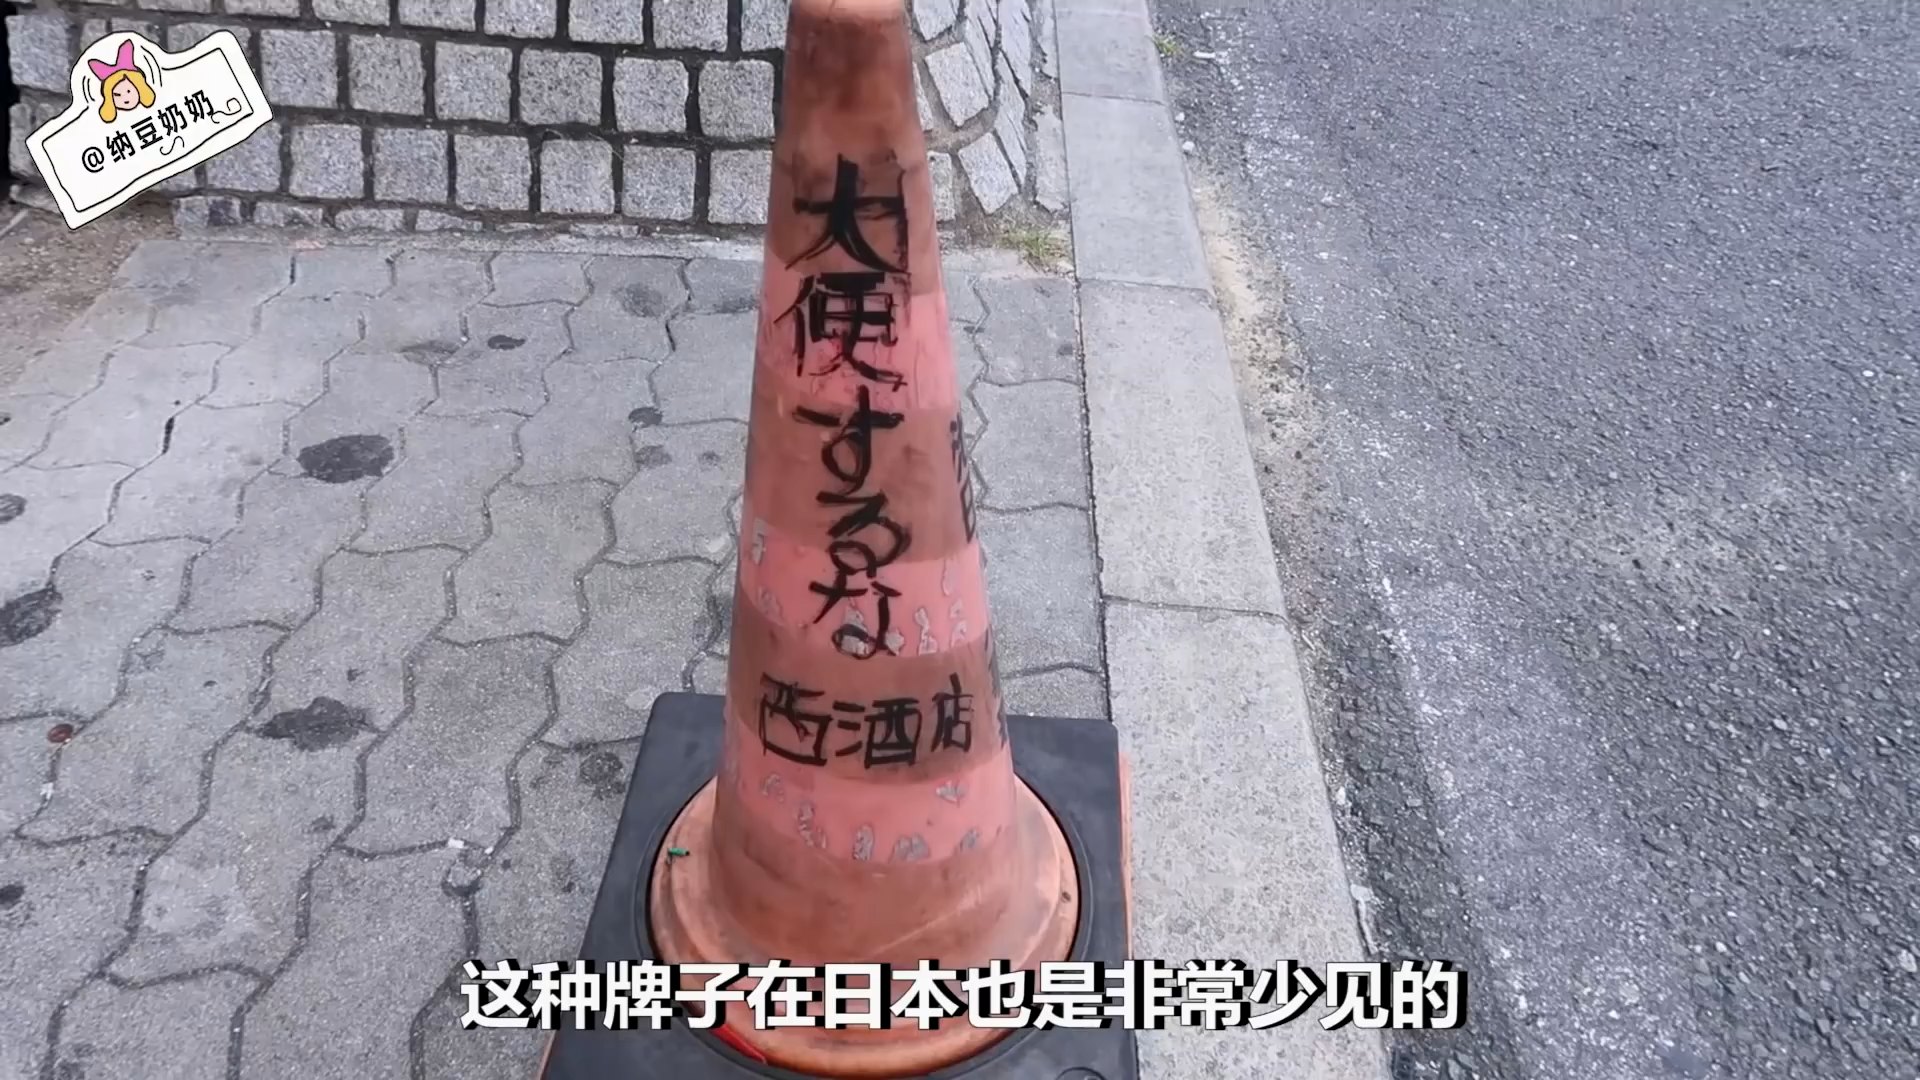 @纳豆奶奶
大便するな
西酒店
这种牌子在日本也是非常少见的